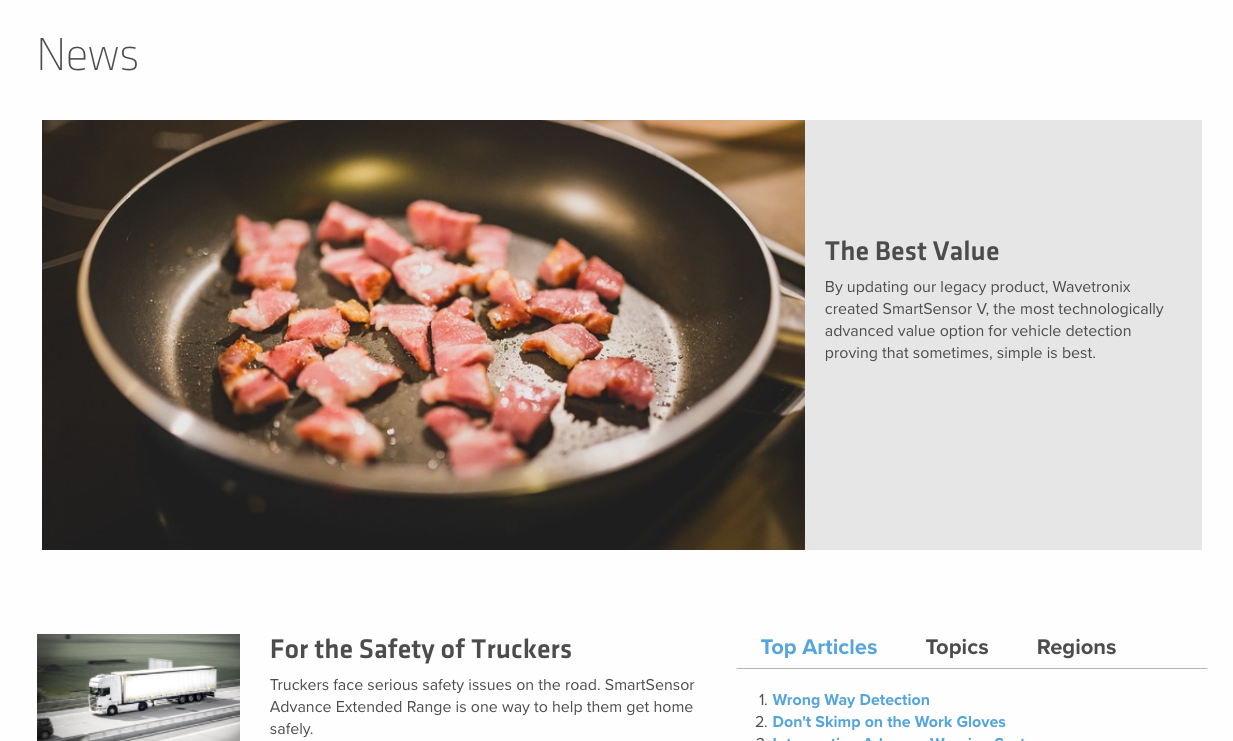 News
The Best Value
By updating our legacy product, Wavetronix
created SmartSensor V, the most technologically
advanced value option for vehicle detection
proving that sometimes, simple is best.
For the Safety of Truckers
Truckers face serious safety issues on the road. SmartSensor
Advance Extended Range is one way to help them get home
safely.
Top Articles Topics Regions
1. Wrong Way Detection
2. Don't Skimp on the Work Gloves